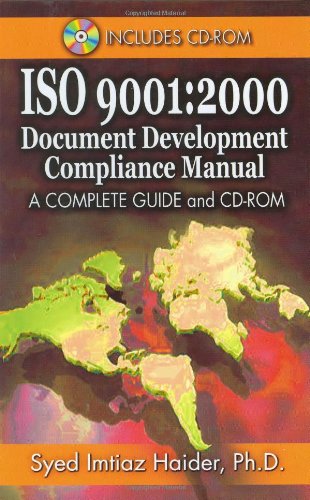 INCLUDES CD-ROM
ISO 9001:2000
Document Development
Compliance Manual
A COMPLETE GUIDE and CD-ROM
Syed Imtiaz Haider, Ph.D.